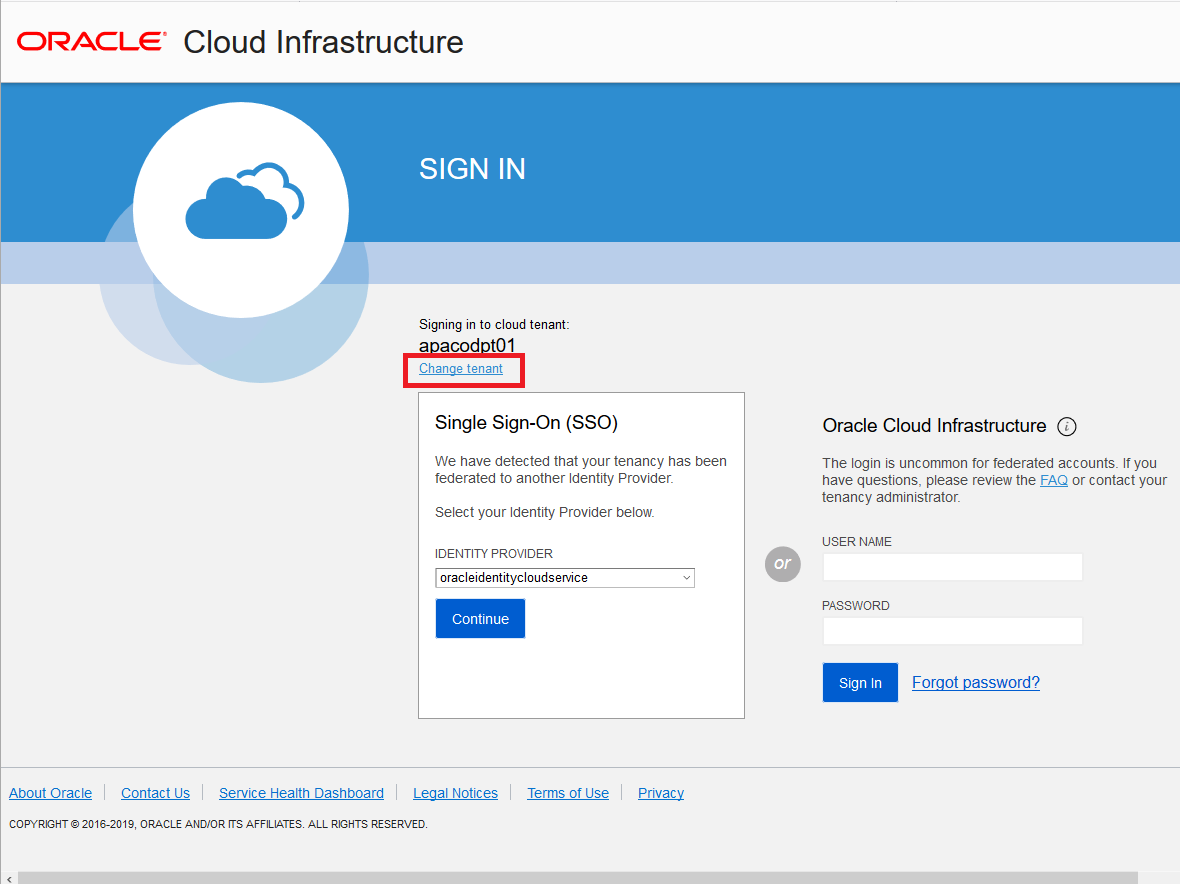 ORACLE® Cloud Infrastructure
SIGN IN
Signing in to cloud tenant:
apacodpt01
Change tenant
Single Sign-On (SSO)
We have detected that your tenancy has been
federated to another Identity Provider.
Select your Identity Provider below.
IDENTITY PROVIDER
oracleidentitycloudservice
Continue
or
Oracle Cloud Infrastructure i
The login is uncommon for federated accounts. If you
have questions, please review the FAQ or contact your
tenancy administrator.
USER NAME
PASSWORD
Sign In Forgot password?
About Oracle Contact Us Service Health Dashboard Legal Notices Terms of Use Privacy
COPYRIGHT © 2016-2019, ORACLE AND/OR ITS AFFILIATES. ALL RIGHTS RESERVED.